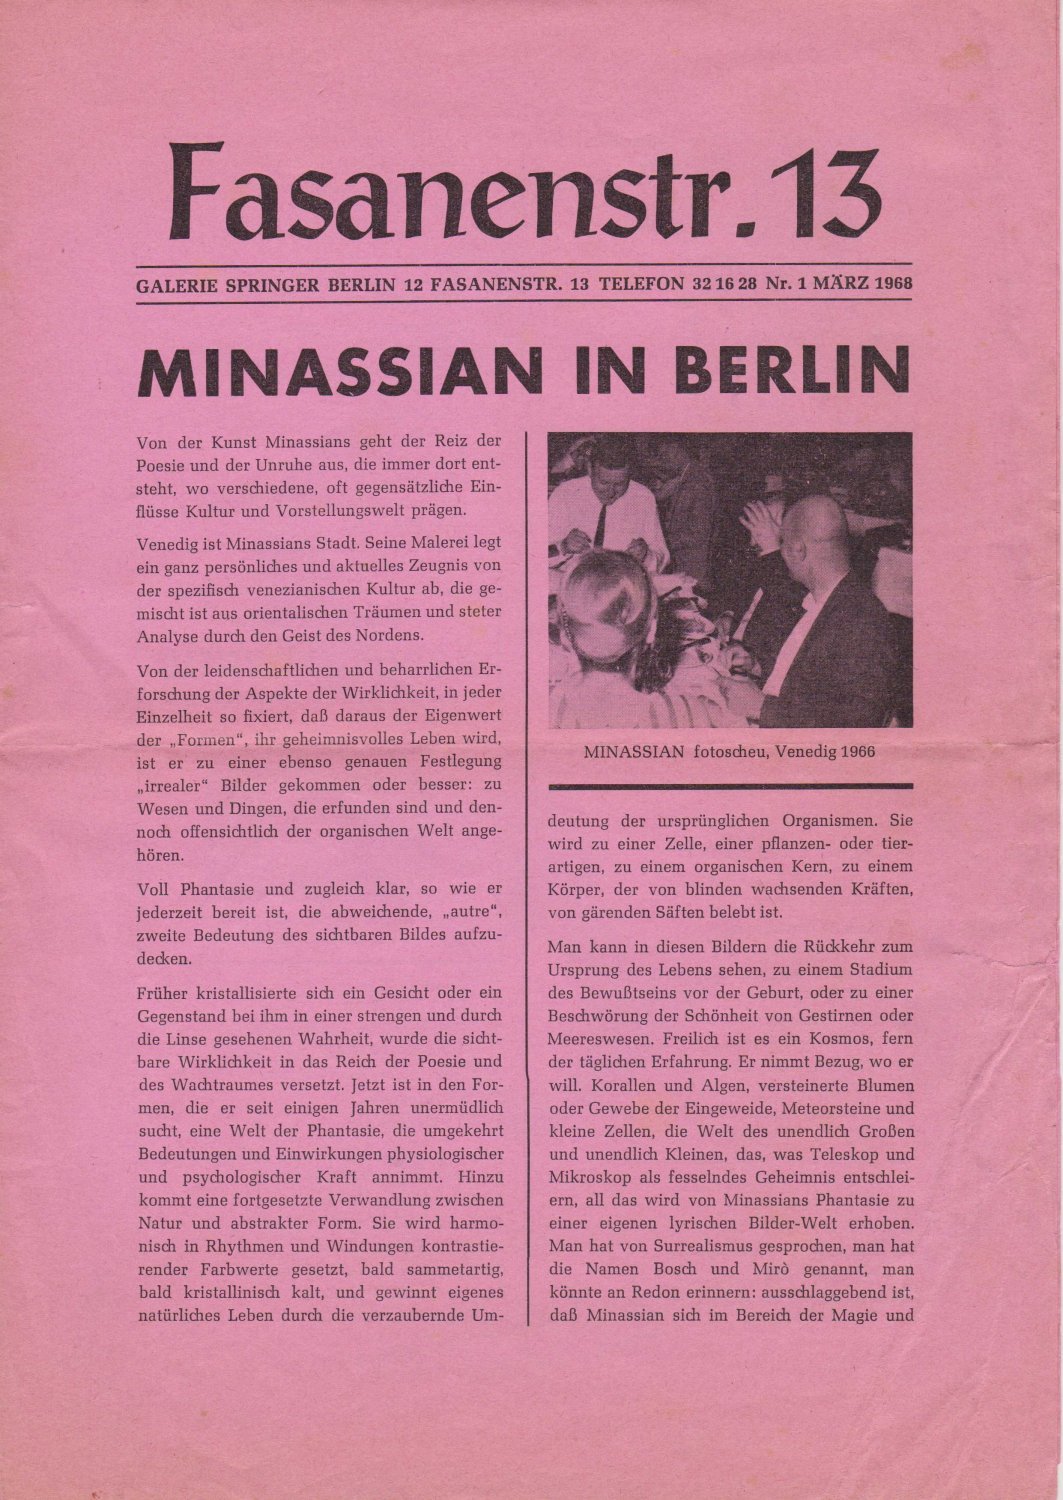 Fasanenstr. 13
GALERIE SPRINGER BERLIN 12 FASANENSTR. 13 TELEFON 32 16 28 Nr. 1 MÄRZ 1968
MINASSIAN IN BERLIN
Von der Kunst Minassians geht der Reiz der
Poesie und der Unruhe aus, die immer dort ent-
steht, wo verschiedene, oft gegensätzliche Ein-
flüsse Kultur und Vorstellungswelt prägen.
Venedig ist Minassians Stadt. Seine Malerei legt
ein ganz persönliches und aktuelles Zeugnis von
der spezifisch venezianischen Kultur ab, die ge-
mischt ist aus orientalischen Träumen und steter
Analyse durch den Geist des Nordens.
Von der leidenschaftlichen und beharrlichen Er-
forschung der Aspekte der Wirklichkeit, in jeder
Einzelheit so fixiert, daß daraus der Eigenwert
der „Formen“, ihr geheimnisvolles Leben wird,
ist er zu einer ebenso genauen Festlegung
„irrealer“ Bilder gekommen oder besser: zu
Wesen und Dingen, die erfunden sind und den-
noch offensichtlich der organischen Welt ange-
hören.
Voll Phantasie und zugleich klar, so wie er
jederzeit bereit ist, die abweichende, „autre“,
zweite Bedeutung des sichtbaren Bildes aufzu-
decken.
Früher kristallisierte sich ein Gesicht oder ein
Gegenstand bei ihm in einer strengen und durch
die Linse gesehenen Wahrheit, wurde die sicht-
bare Wirklichkeit in das Reich der Poesie und
des Wachtraumes versetzt. Jetzt ist in den For-
men, die er seit einigen Jahren unermüdlich
sucht, eine Welt der Phantasie, die umgekehrt
Bedeutungen und Einwirkungen physiologischer
und psychologischer Kraft annimmt. Hinzu
kommt eine fortgesetzte Verwandlung zwischen
Natur und abstrakter Form. Sie wird harmo-
nisch in Rhythmen und Windungen kontrastie-
render Farbwerte gesetzt, bald sammetartig,
bald kristallinisch kalt, und gewinnt eigenes
natürliches Leben durch die verzaubernde Um-
MINASSIAN fotoscheu, Venedig 1966
deutung der ursprünglichen Organismen. Sie
wird zu einer Zelle, einer pflanzen- oder tier-
artigen, zu einem organischen Kern, zu einem
Körper, der von blinden wachsenden Kräften,
von gärenden Säften belebt ist.
Man kann in diesen Bildern die Rückkehr zum
Ursprung des Lebens sehen, zu einem Stadium
des Bewußtseins vor der Geburt, oder zu einer
Beschwörung der Schönheit von Gestirnen oder
Meereswesen. Freilich ist es ein Kosmos, fern
der täglichen Erfahrung. Er nimmt Bezug, wo er
will. Korallen und Algen, versteinerte Blumen
oder Gewebe der Eingeweide, Meteorsteine und
kleine Zellen, die Welt des unendlich Großen
und unendlich Kleinen, das, was Teleskop und
Mikroskop als fesselndes Geheimnis entschlei-
ern, all das wird von Minassians Phantasie zu
einer eigenen lyrischen Bilder-Welt erhoben.
Man hat von Surrealismus gesprochen, man hat
die Namen Bosch und Mirò genannt, man
könnte an Redon erinnern: ausschlaggebend ist,
daß Minassian sich im Bereich der Magie und